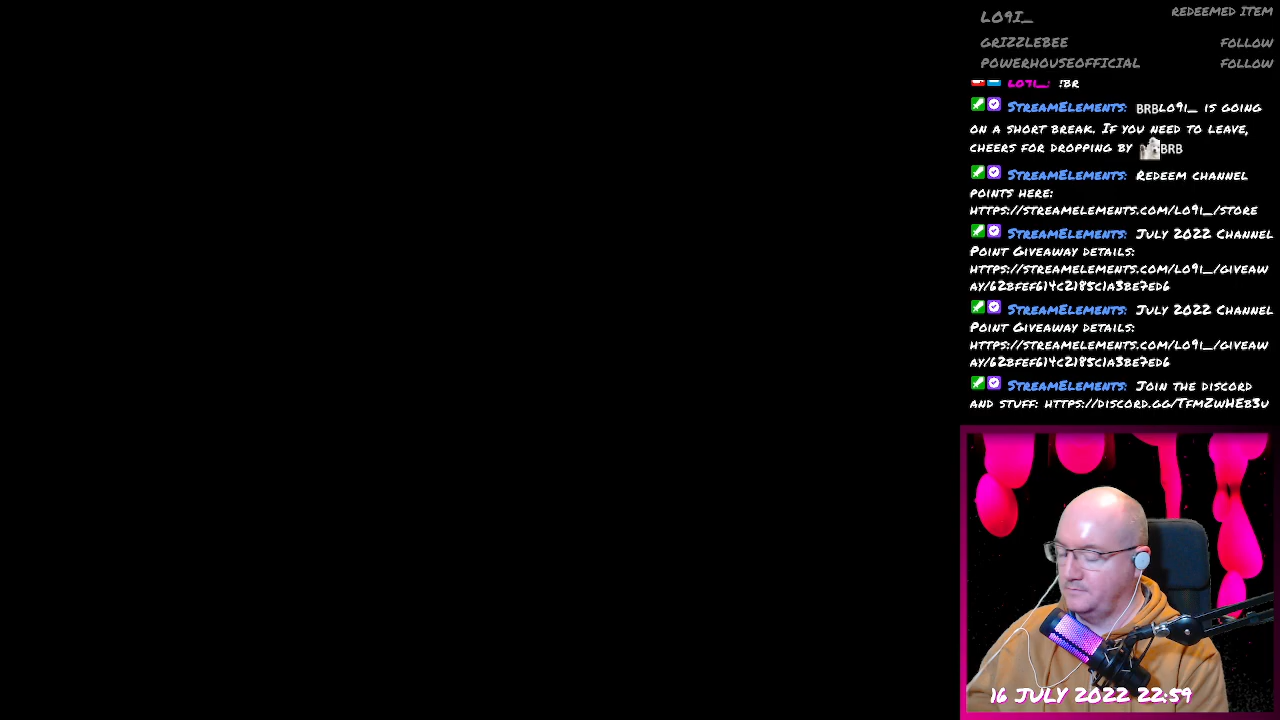 LO9I_ REDEEMED ITEM
GRIZZLEBEE FOLLOW
POWERHOUSEOFFICIAL FOLLOW
LO9I_: !BR
StreamElements: BRB LO9I_ IS GOING
ON A SHORT BREAK. IF YOU NEED TO LEAVE,
CHEERS FOR DROPPING BY BRB
StreamElements: REDEEM CHANNEL
POINTS HERE:
HTTPS://STREAMELEMENTS.COM/LO9I_/STORE
StreamElements: JULY 2022 CHANNEL
POINT GIVEAWAY DETAILS:
HTTPS://STREAMELEMENTS.COM/LO9I_/GIVEAW
AY/62BFEF614C2185C1A3BE7ED6
StreamElements: JULY 2022 CHANNEL
POINT GIVEAWAY DETAILS:
HTTPS://STREAMELEMENTS.COM/LO9I_/GIVEAW
AY/62BFEF614C2185C1A3BE7ED6
StreamElements: JOIN THE DISCORD
AND STUFF: HTTPS://DISCORD.GG/TFMZWHEB3U
16 JULY 2022 22:59